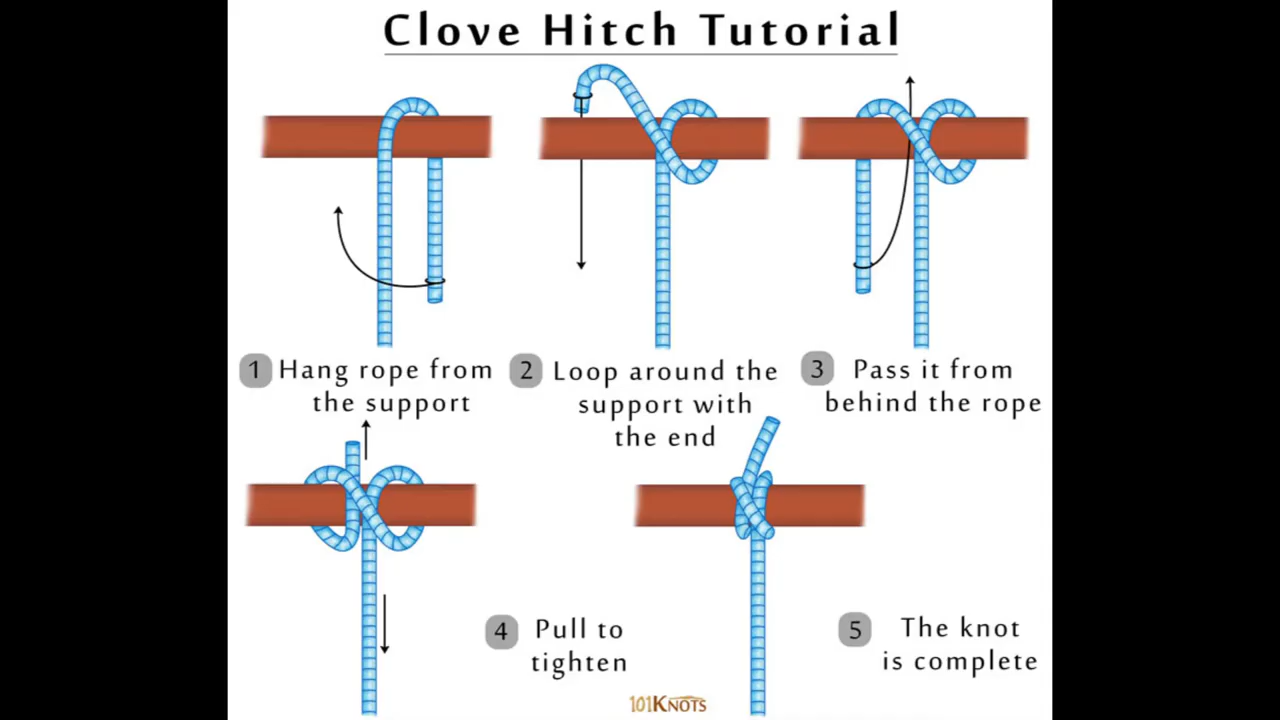 Clove Hitch Tutorial
1 Hang rope from
the support
2 Loop around the
support with
the end
3 Pass it from
behind the rope
4 Pull to
tighten
5 The knot
is complete
101KNOTS